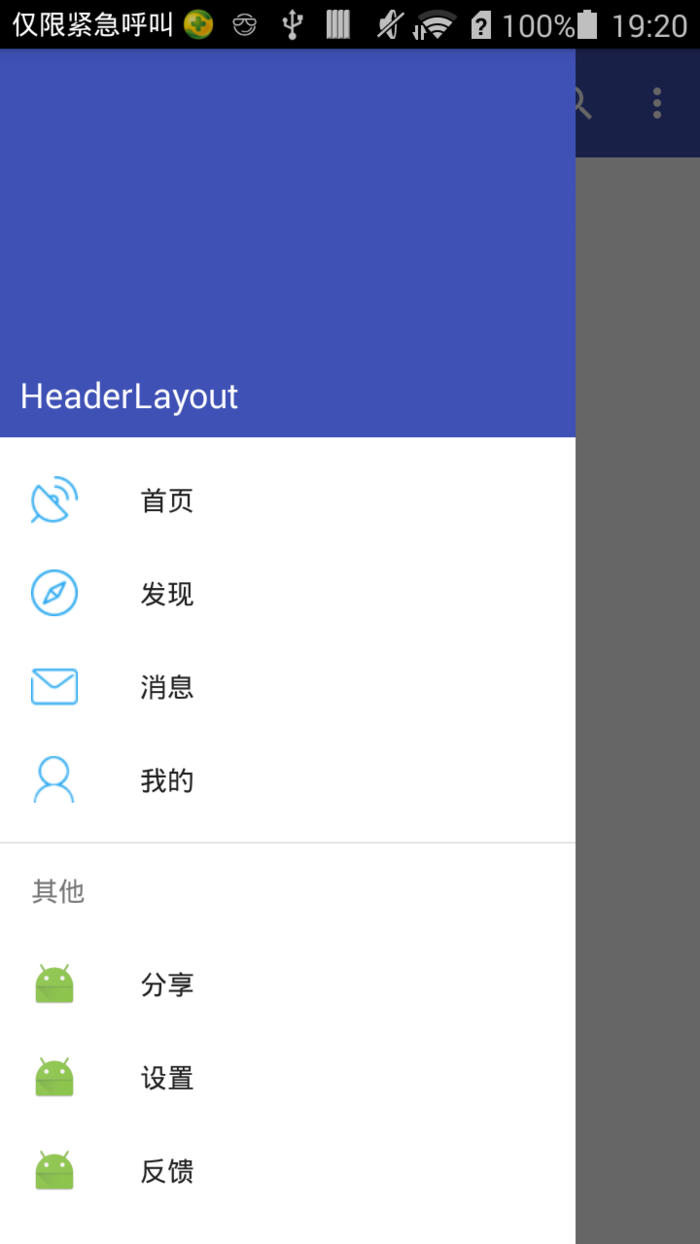 仅限紧急呼叫 100% 19:20
HeaderLayout
首页
发现
消息
我的
其他
分享
设置
反馈